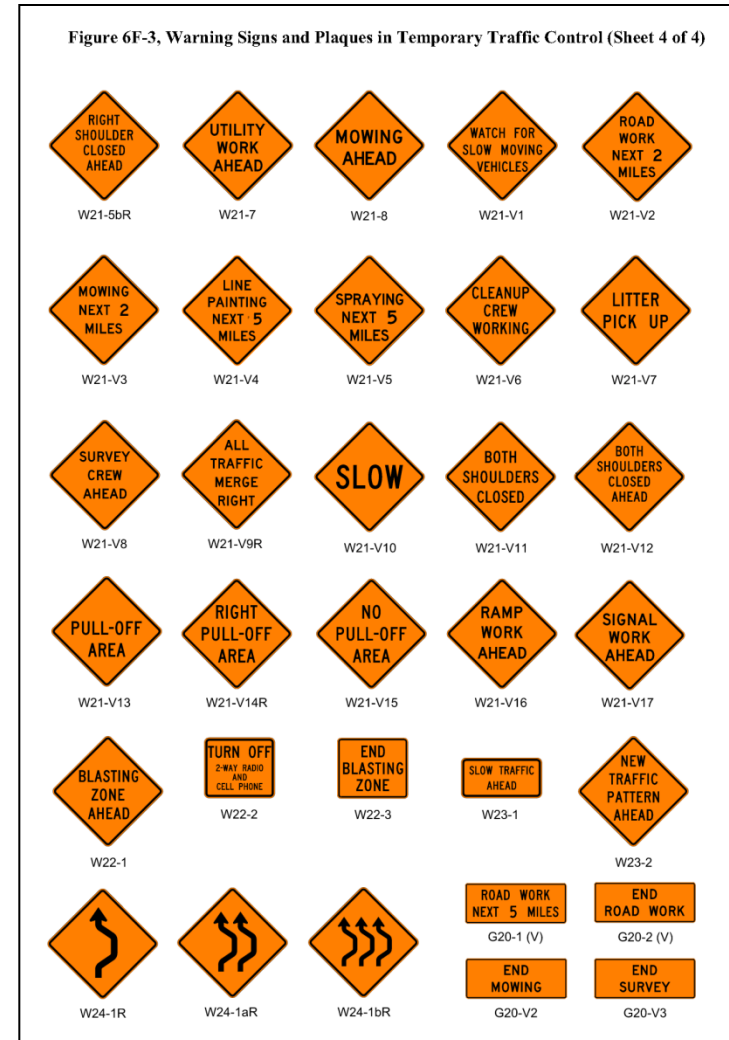 Figure 6F-3, Warning Signs and Plaques in Temporary Traffic Control (Sheet 4 of 4)
RIGHT
SHOULDER
CLOSED
AHEAD
W21-5bR
UTILITY
WORK
AHEAD
W21-7
MOWING
AHEAD
W21-8
WATCH FOR
SLOW MOVING
VEHICLES
W21-V1
ROAD
WORK
NEXT 2
MILES
W21-V2
MOWING
NEXT 2
MILES
W21-V3
LINE
PAINTING
NEXT 5
MILES
W21-V4
SPRAYING
NEXT 5
MILES
W21-V5
CLEANUP
CREW
WORKING
W21-V6
LITTER
PICK UP
W21-V7
SURVEY
CREW
AHEAD
W21-V8
ALL
TRAFFIC
MERGE
RIGHT
W21-V9R
SLOW
W21-V10
BOTH
SHOULDERS
CLOSED
W21-V11
BOTH
SHOULDERS
CLOSED
AHEAD
W21-V12
PULL-OFF
AREA
W21-V13
RIGHT
PULL-OFF
AREA
W21-V14R
NO
PULL-OFF
AREA
W21-V15
RAMP
WORK
AHEAD
W21-V16
SIGNAL
WORK
AHEAD
W21-V17
BLASTING
ZONE
AHEAD
W22-1
TURN OFF
2-WAY RADIO
AND
CELL PHONE
W22-2
END
BLASTING
ZONE
W22-3
SLOW TRAFFIC
AHEAD
W23-1
NEW
TRAFFIC
PATTERN
AHEAD
W23-2
W24-1R
W24-1aR
W24-1bR
ROAD WORK
NEXT 5 MILES
G20-1 (V)
END
ROAD WORK
G20-2 (V)
END
MOWING
G20-V2
END
SURVEY
G20-V3